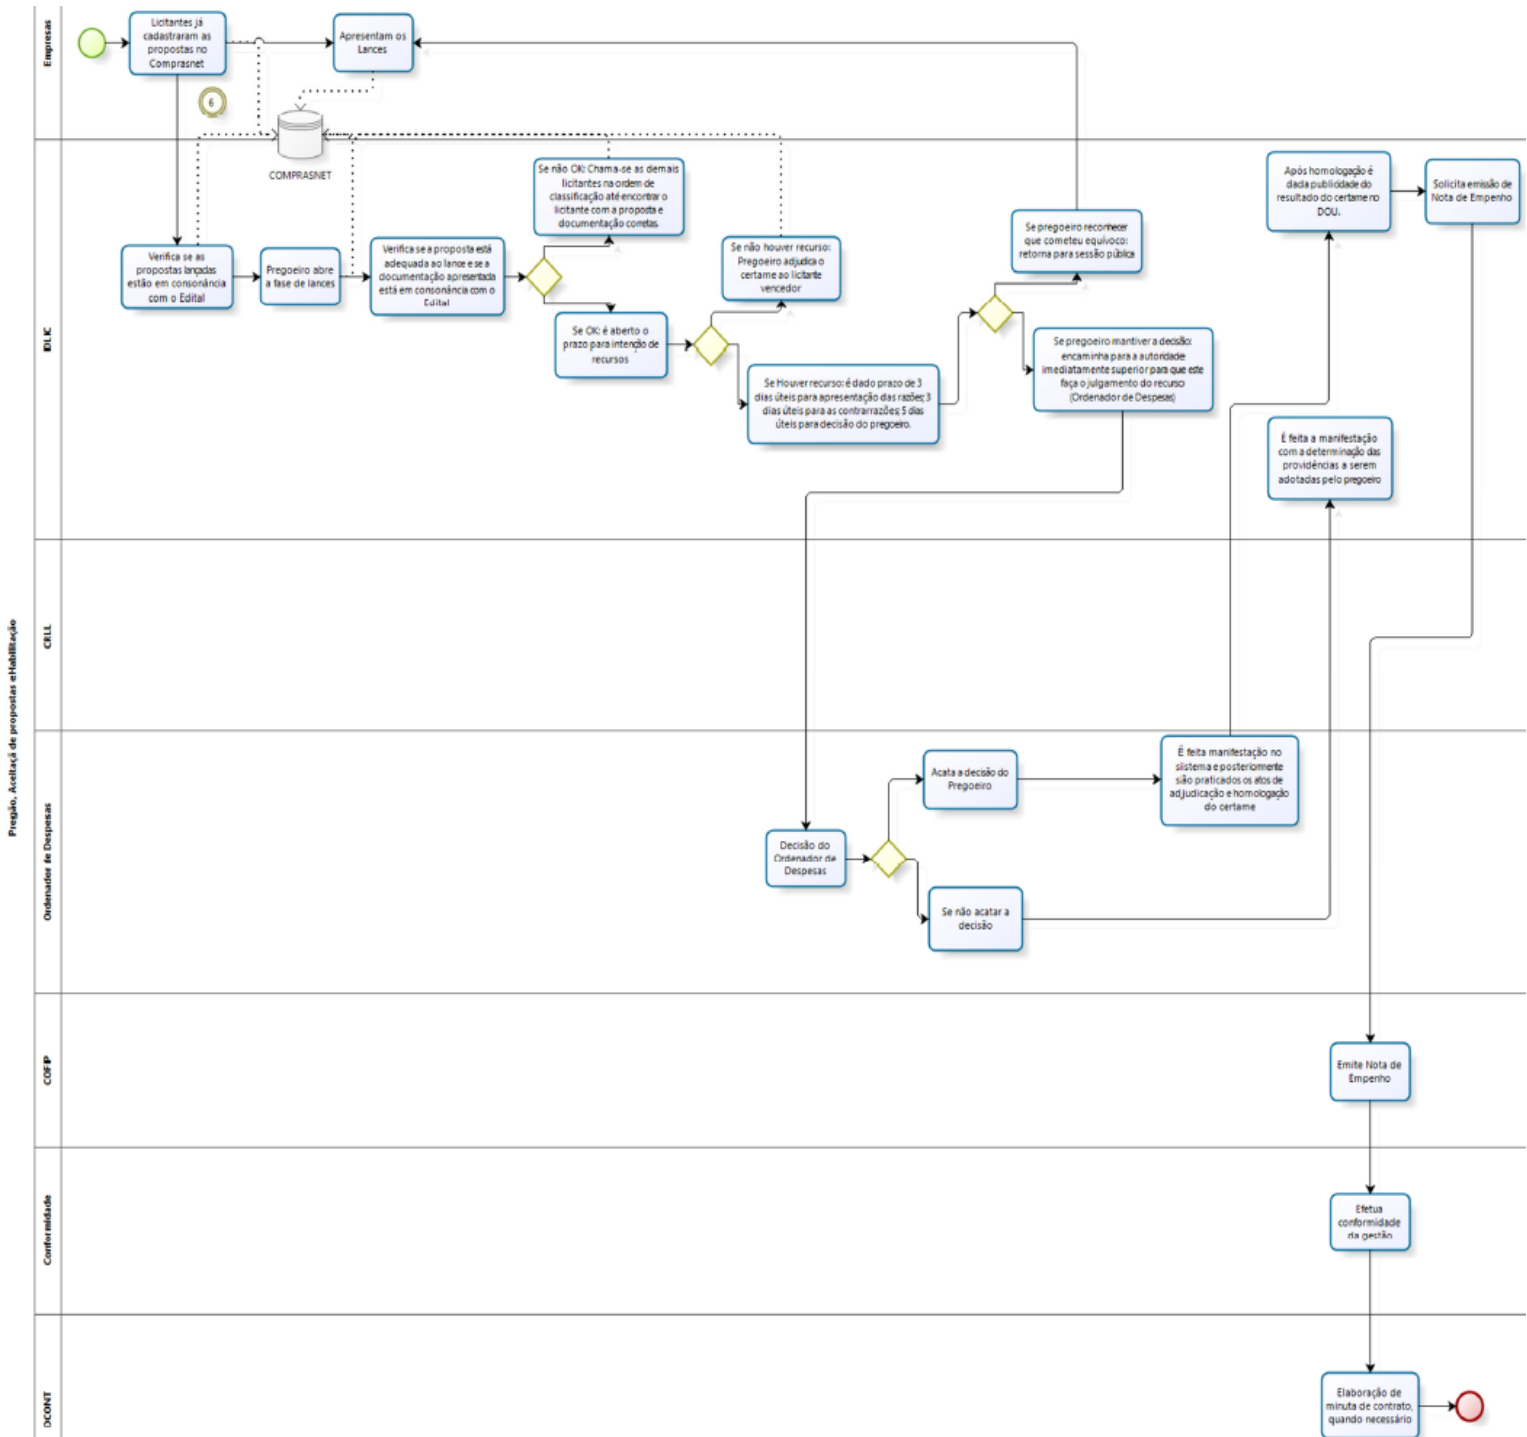 Pregão, Aceitaçã de propostas e Habilitação
Empresas
Licitantes já
cadastraram as
propostas no
Comprasnet
Apresentam os
Lances
6
COMPRASNET
IDLIC
Verifica se as
propostas lançadas
estão em consonância
com o Edital
Pregoeiro abre
a fase de lances
Verifica se a proposta está
adequada ao lance e se a
documentação apresentada
está em consonância com o
Edital
Se não OK: Chama-se as demais
licitantes na ordem de
classificação até encontrar o
licitante com a proposta e
documentação corretas.
Se OK: é aberto o
prazo para intenção de
recursos
Se não houver recurso:
Pregoeiro adjudica o
certame ao licitante
vencedor
Se Houver recurso: é dado prazo de 3
dias úteis para apresentação das razões; 3
dias úteis para as contrarrazões; 5 dias
úteis para decisão do pregoeiro.
Se pregoeiro reconhecer
que cometeu equívoco:
retorna para sessão pública
Se pregoeiro mantiver a decisão:
encaminha para a autoridade
imediatamente superior para que este
faça o julgamento do recurso
(Ordenador de Despesas)
Após homologação é
dada publicidade do
resultado do certame no
DOU.
Solicita emissão de
Nota de Empenho
É feita a manifestação
com a determinação das
providências a serem
adotadas pelo pregoeiro
CRLL
Ordenador de Despesas
Decisão do
Ordenador de
Despesas
Acata a decisão do
Pregoeiro
Se não acatar a
decisão
É feita manifestação no
sistema e posteriormente
são praticados os atos de
adjudicação e homologação
do certame
COFIP
Emite Nota de
Empenho
Conformidade
Efetua
conformidade
da gestão
DCONT
Elaboração de
minuta de contrato,
quando necessário